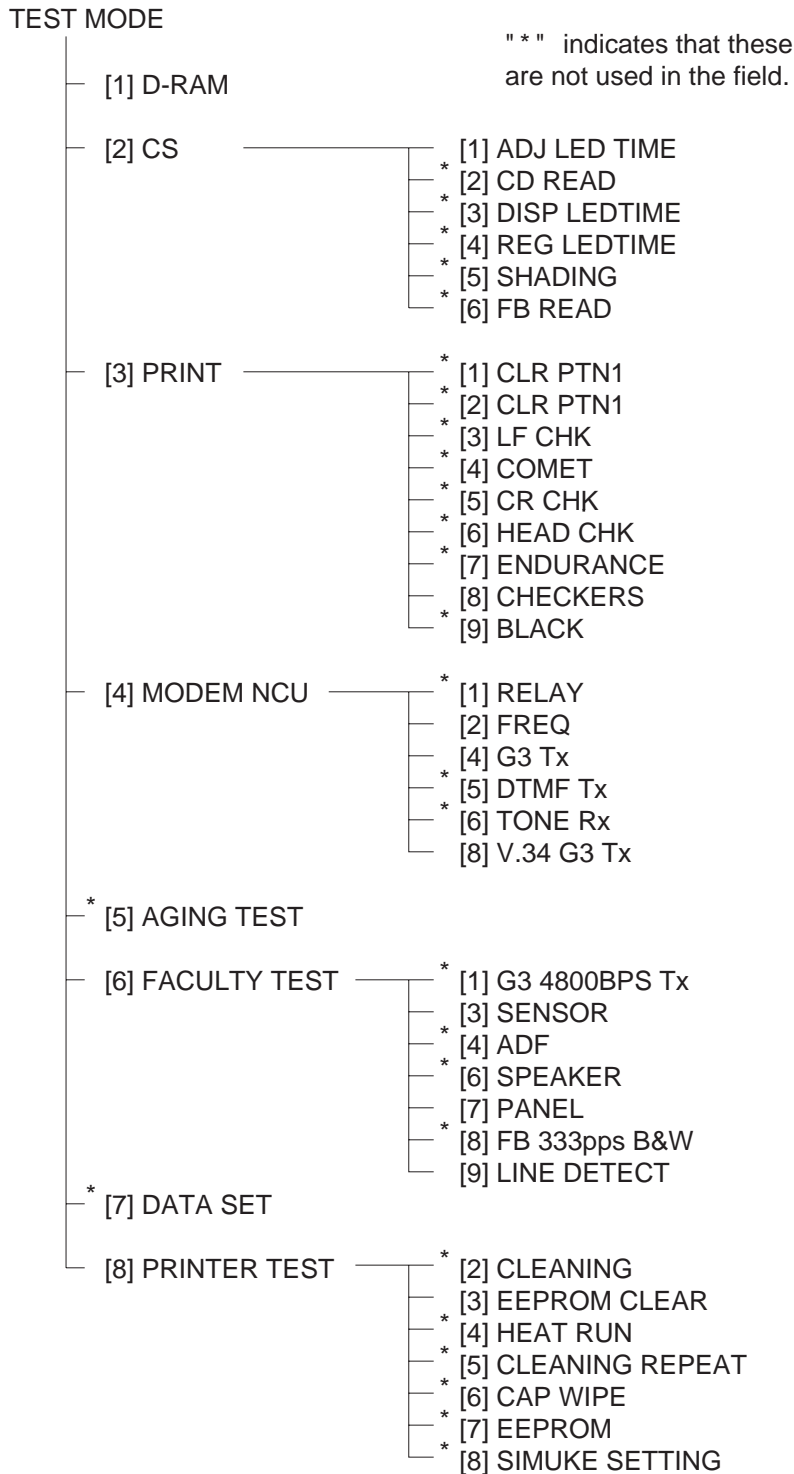 TEST MODE
" * " indicates that these
are not used in the field.
[1] D-RAM
[2] CS
[1] ADJ LED TIME
* [2] CD READ
* [3] DISP LEDTIME
* [4] REG LEDTIME
* [5] SHADING
* [6] FB READ
[3] PRINT
* [1] CLR PTN1
* [2] CLR PTN1
* [3] LF CHK
* [4] COMET
* [5] CR CHK
* [6] HEAD CHK
* [7] ENDURANCE
[8] CHECKERS
* [9] BLACK
[4] MODEM NCU
* [1] RELAY
[2] FREQ
[4] G3 Tx
* [5] DTMF Tx
* [6] TONE Rx
[8] V.34 G3 Tx
* [5] AGING TEST
[6] FACULTY TEST
* [1] G3 4800BPS Tx
[3] SENSOR
* [4] ADF
* [6] SPEAKER
[7] PANEL
* [8] FB 333pps B&W
[9] LINE DETECT
* [7] DATA SET
[8] PRINTER TEST
* [2] CLEANING
[3] EEPROM CLEAR
* [4] HEAT RUN
* [5] CLEANING REPEAT
* [6] CAP WIPE
* [7] EEPROM
* [8] SIMUKE SETTING